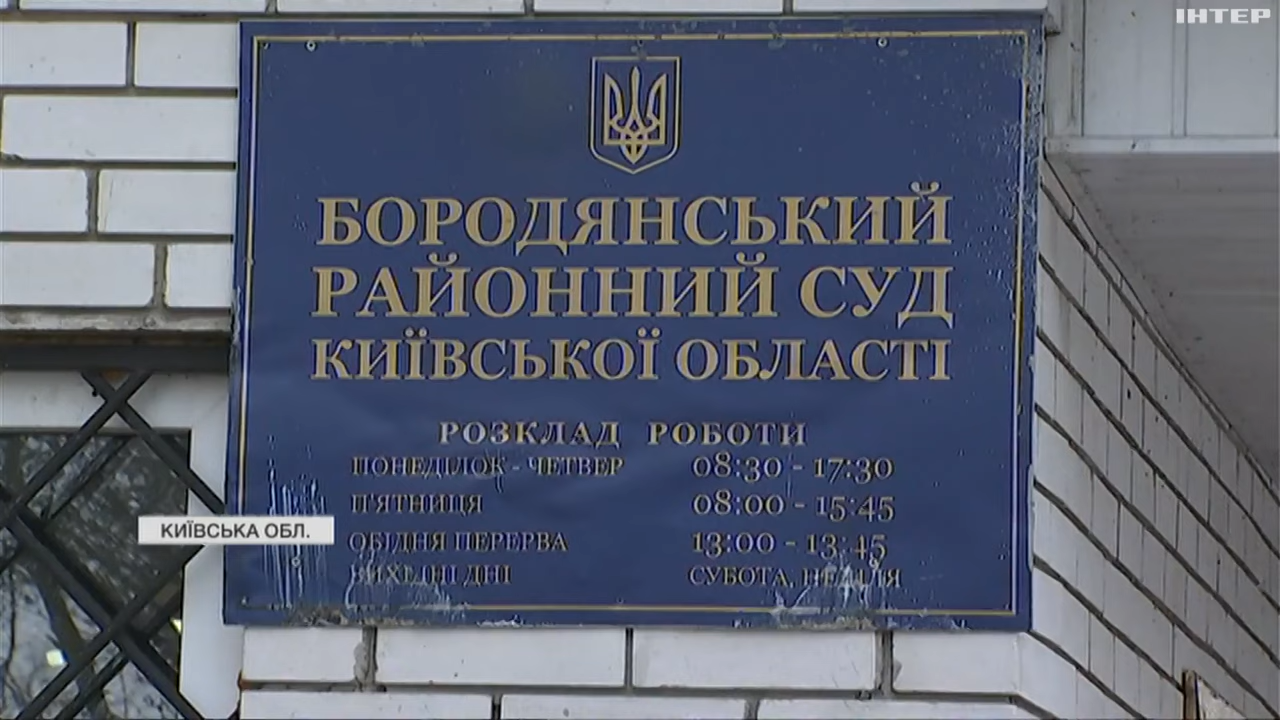 ІНТЕР
БОРОДЯНСЬКИЙ
РАЙОННИЙ СУД
КИЇВСЬКОЇ ОБЛАСТІ
РОЗКЛАД РОБОТИ
ПОНЕДІЛОК - ЧЕТВЕР 08:30 - 17:30
П'ЯТНИЦЯ 08:00 - 15:45
ОБІДНЯ ПЕРЕРВА 13:00 - 13:45
ВИХІДНІ ДНІ СУБОТА, НЕДІЛЯ
КИЇВСЬКА ОБЛ.